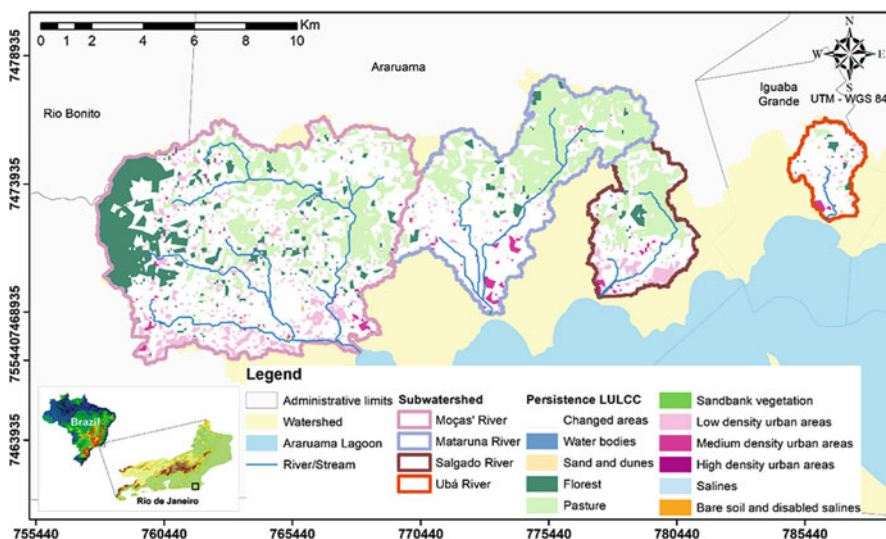 Km
0 1 2 4 6 8 10
N
W E
S
UTM - WGS 84
Araruama
Iguaba
Grande
Rio Bonito
7478935
7473935
7468935
755440
7463935
Legend
Administrative limits
Watershed
Araruama Lagoon
River/Stream
Subwatershed
Moças' River
Mataruna River
Salgado River
Ubá River
Persistence LULCC
Changed areas
Water bodies
Sand and dunes
Florest
Pasture
Sandbank vegetation
Low density urban areas
Medium density urban areas
High density urban areas
Salines
Bare soil and disabled salines
Brazil
Rio de Janeiro
755440 760440 765440 770440 775440 780440 785440